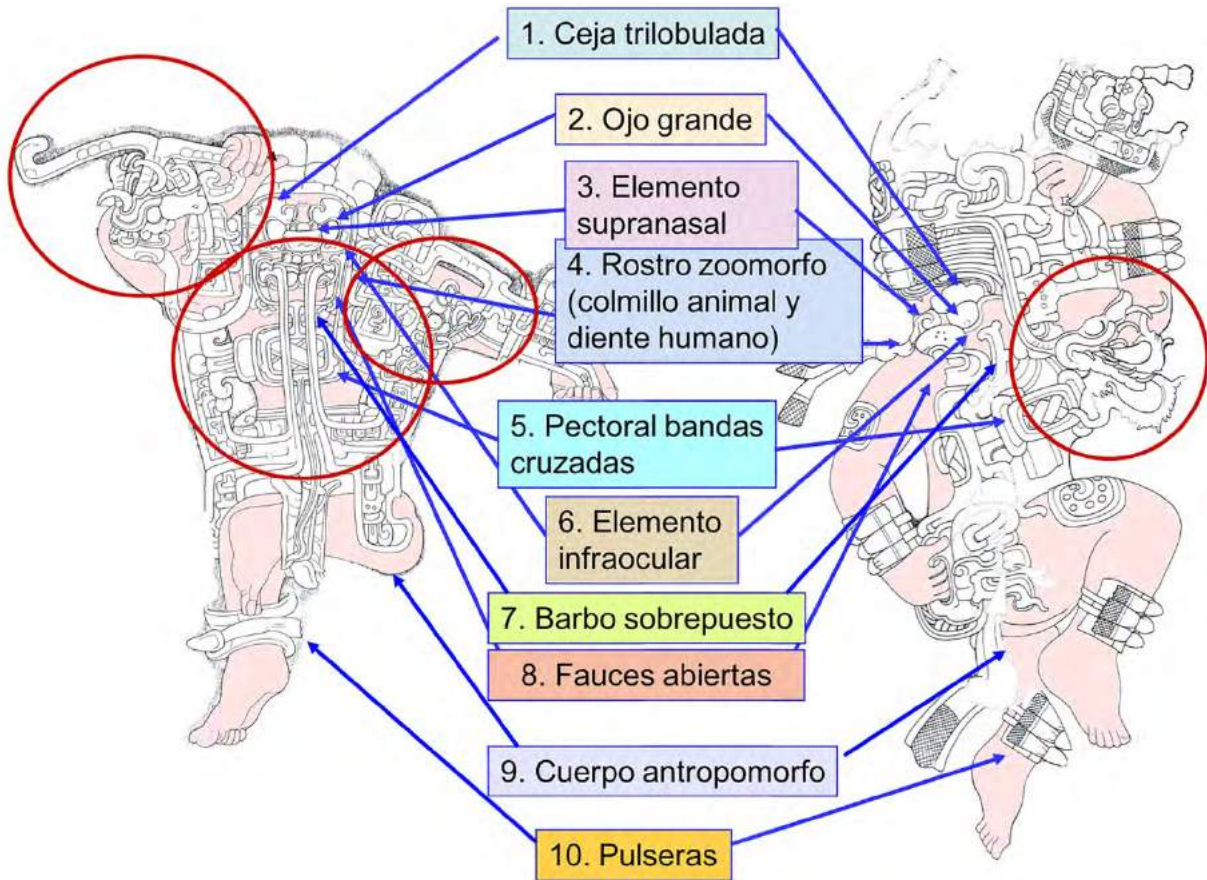 1. Ceja trilobulada
2. Ojo grande
3. Elemento
supranasal
4. Rostro zoomorfo
(colmillo animal y
diente humano)
5. Pectoral bandas
cruzadas
6. Elemento
infraocular
7. Barbo sobrepuesto
8. Fauces abiertas
9. Cuerpo antropomorfo
10. Pulseras